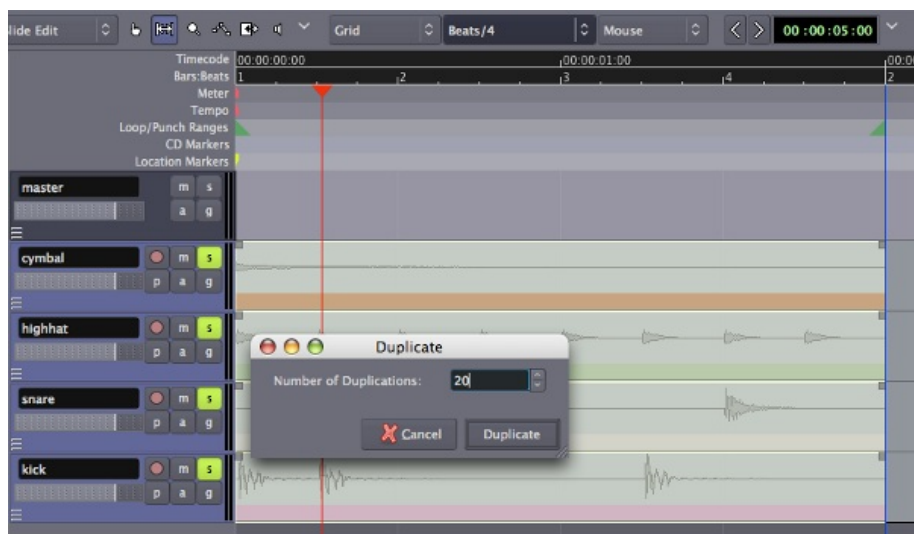 lide Edit Grid Beats/4 Mouse 00:00:05:00
Timecode 00:00:00:00 00:00:01:00 00:0
Bars:Beats 1 2 3 4 2
Meter
Tempo
Loop/Punch Ranges
CD Markers
Location Markers
master m s
a g
cymbal m s
p a g
highhat m s
p a g
Duplicate
Number of Duplications: 20
snare m s
p a g
Cancel Duplicate
kick m s
p a g